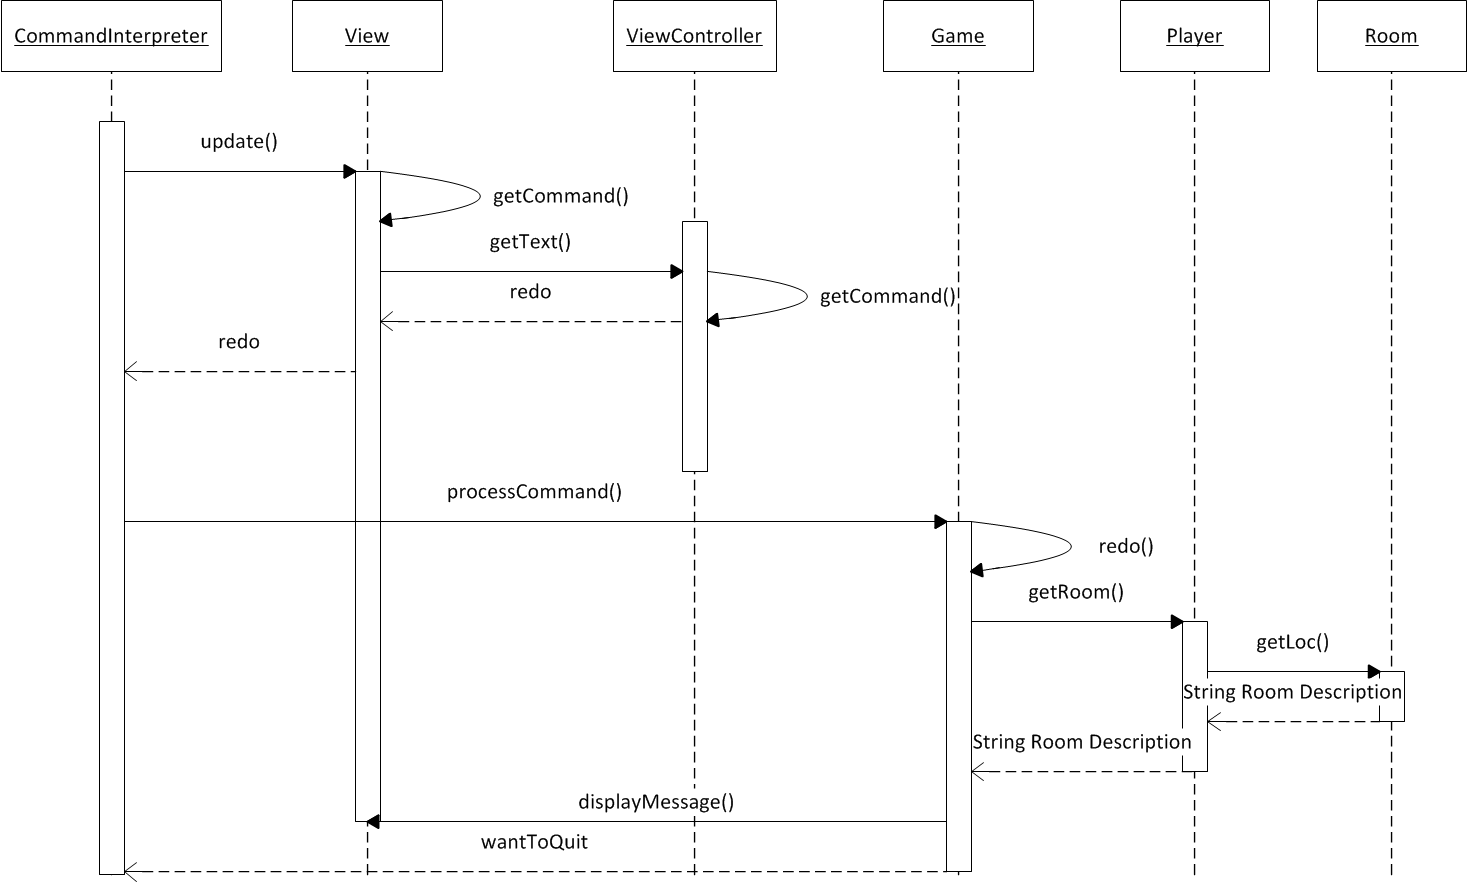 CommandInterpreter
View
ViewController
Game
Player
Room
update()
getCommand()
getText()
redo
getCommand()
redo
processCommand()
redo()
getRoom()
getLoc()
String Room Description
String Room Description
displayMessage()
wantToQuit